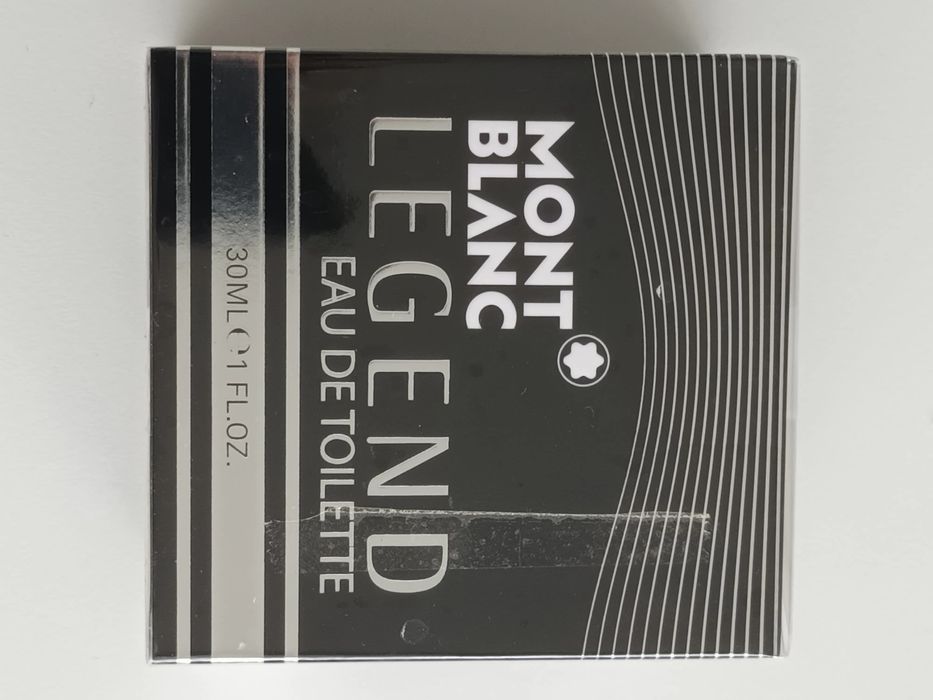 MONT
BLANC
LEGEND
EAU DE TOILETTE
30ML ℮ 1 FL.OZ.